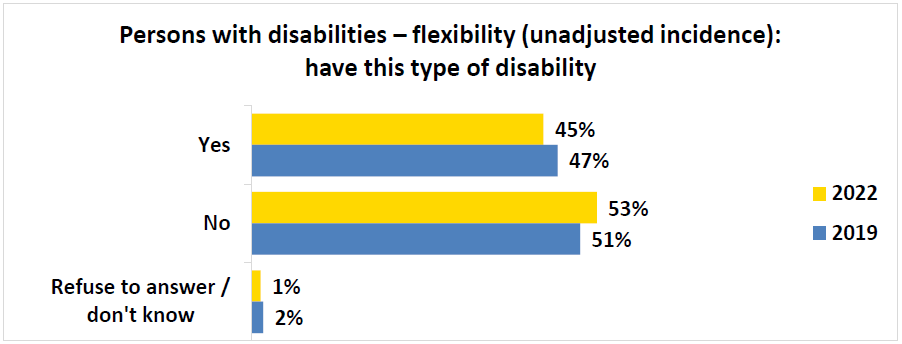 Persons with disabilities – flexibility (unadjusted incidence):
have this type of disability
Yes
45%
47%
No
53%
51%
Refuse to answer /
don't know
1%
2%
2022
2019